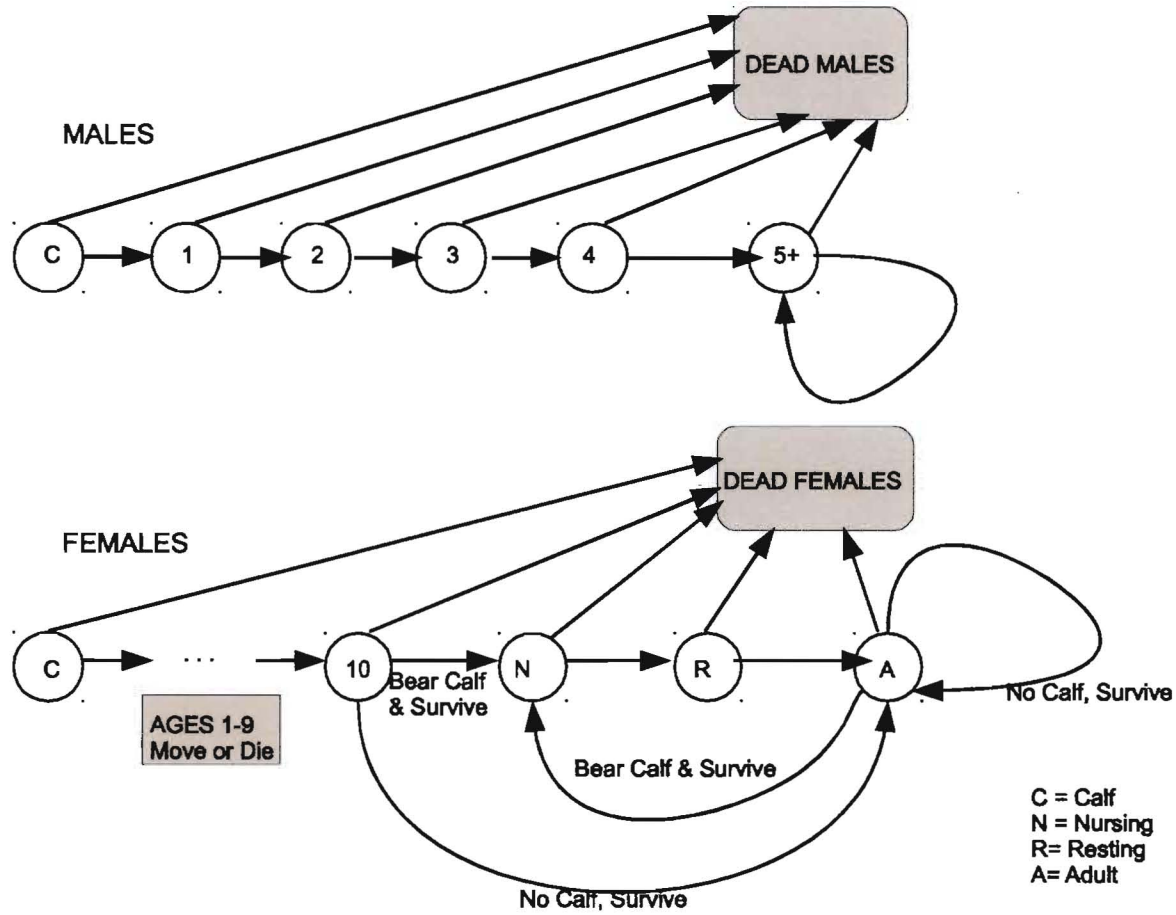 DEAD MALES
MALES
C
1
2
3
4
5+
DEAD FEMALES
FEMALES
C
...
10
N
R
A
Bear Calf
& Survive
No Calf, Survive
AGES 1-9
Move or Die
Bear Calf & Survive
C = Calf
N = Nursing
R= Resting
A= Adult
No Calf, Survive